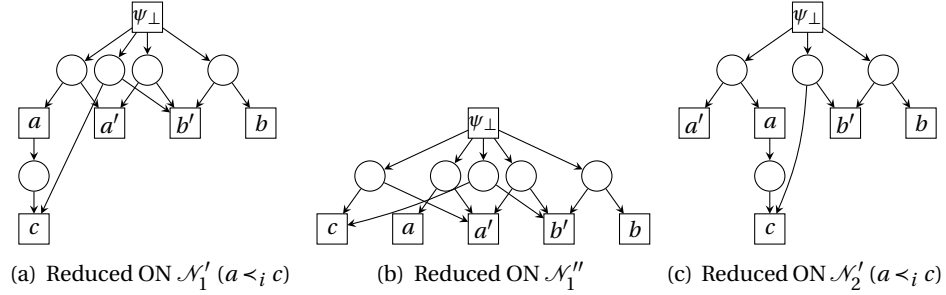 ψ⊥
ψ⊥
a a′ b′ b
a′ a b′ b
ψ⊥
c
c a a′ b′ b
c
(a) Reduced ON 𝒩₁′ (a ≺ᵢ c)
(b) Reduced ON 𝒩₁″
(c) Reduced ON 𝒩₂′ (a ≺ᵢ c)